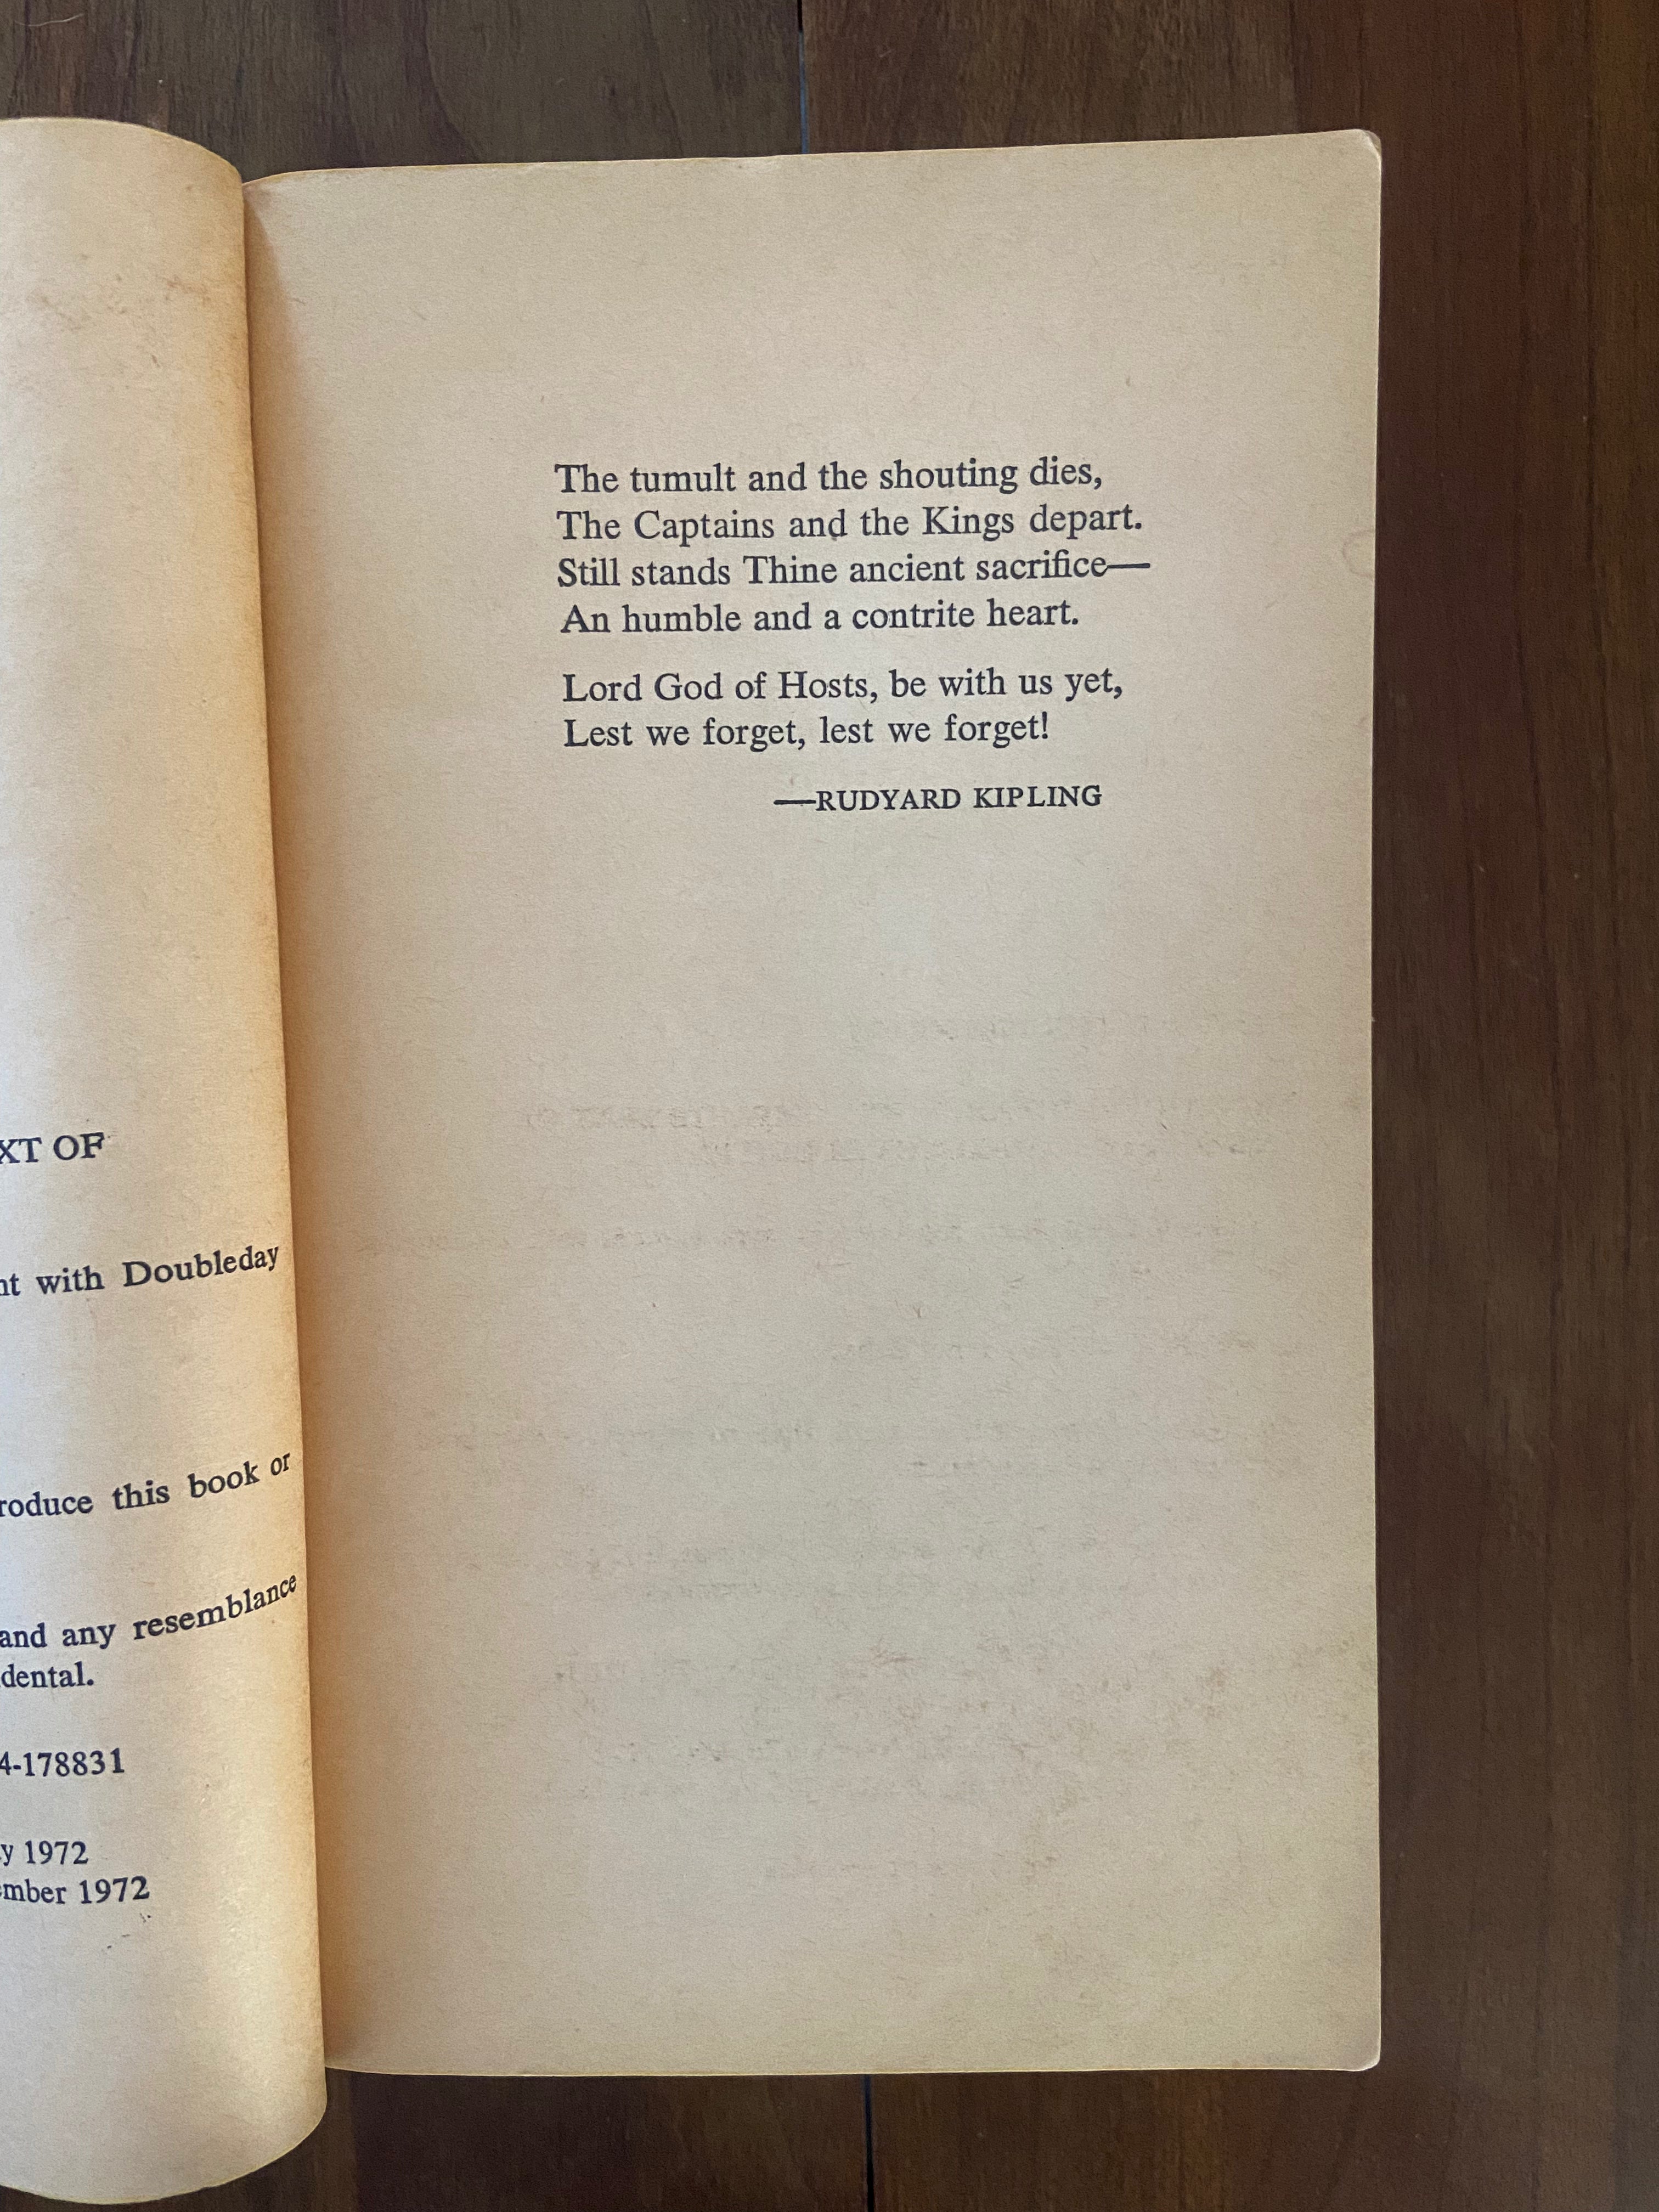 XT OF
nt with Doubleday
roduce this book or
and any resemblance
dental.
4-178831
y 1972
ember 1972
The tumult and the shouting dies,
The Captains and the Kings depart.
Still stands Thine ancient sacrifice—
An humble and a contrite heart.
Lord God of Hosts, be with us yet,
Lest we forget, lest we forget!
—RUDYARD KIPLING